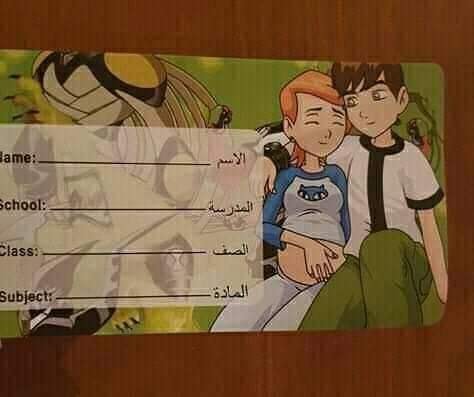 Name: الاسم
School: المدرسة
Class: الصف
Subject: المادة